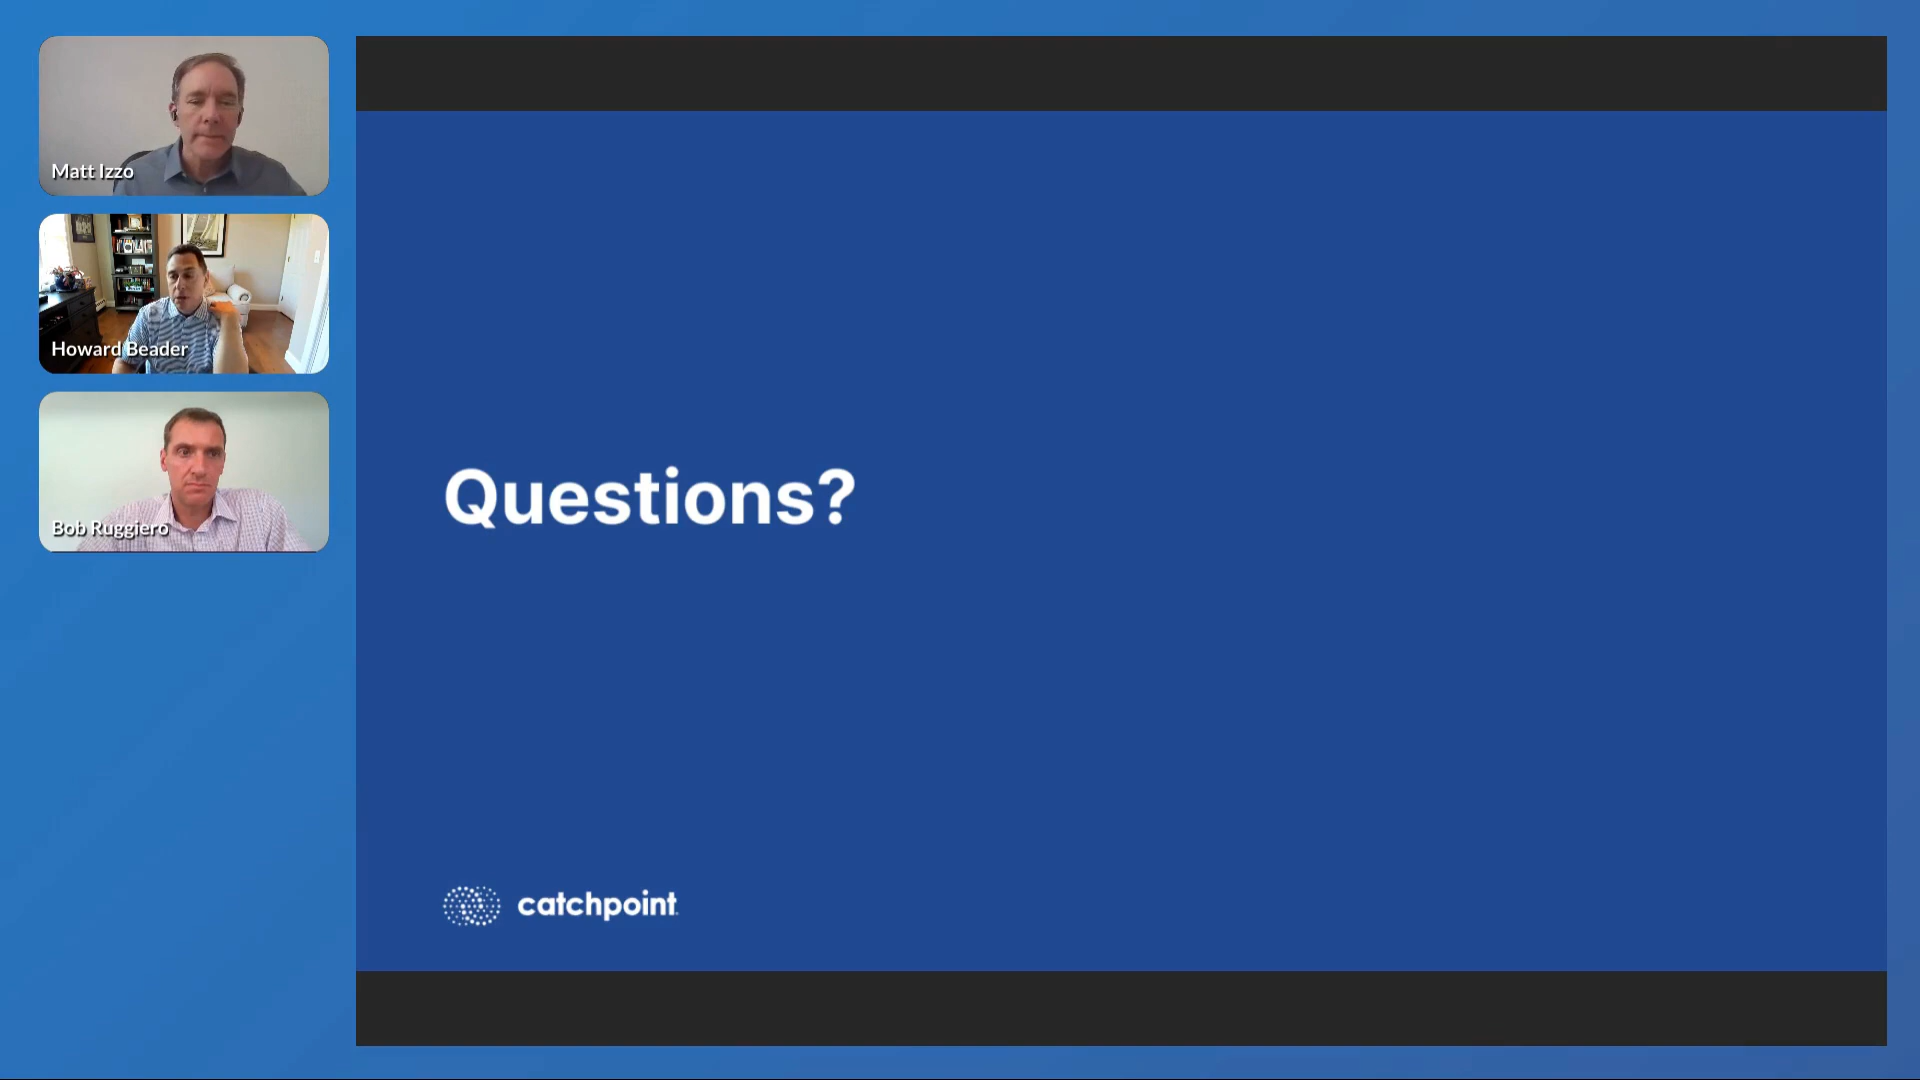 Matt Izzo
Howard Beader
Bob Ruggiero
Questions?
catchpoint